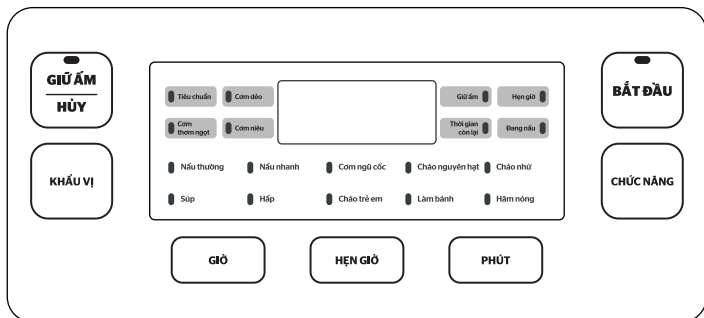 GIỮ ẤM
HỦY
BẮT ĐẦU
Tiêu chuẩn
Cơm dẻo
Giữ ấm
Hẹn giờ
Cơm
thơm ngọt
Cơm niêu
Thời gian
còn lại
Đang nấu
KHẨU VỊ
CHỨC NĂNG
Nấu thường
Nấu nhanh
Cơm ngũ cốc
Cháo nguyên hạt
Cháo nhừ
Súp
Hấp
Cháo trẻ em
Làm bánh
Hâm nóng
GIỜ
HẸN GIỜ
PHÚT